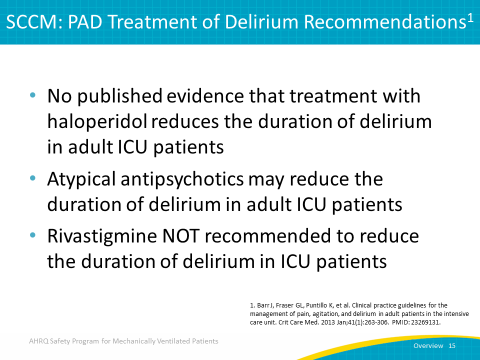 SCCM: PAD Treatment of Delirium Recommendations1
• No published evidence that treatment with
haloperidol reduces the duration of delirium
in adult ICU patients
• Atypical antipsychotics may reduce the
duration of delirium in adult ICU patients
• Rivastigmine NOT recommended to reduce
the duration of delirium in ICU patients
1. Barr J, Fraser GL, Puntillo K, et al. Clinical practice guidelines for the
management of pain, agitation, and delirium in adult patients in the intensive
care unit. Crit Care Med. 2013 Jan;41(1):263-306. PMID: 23269131.
AHRQ Safety Program for Mechanically Ventilated Patients
Overview 15